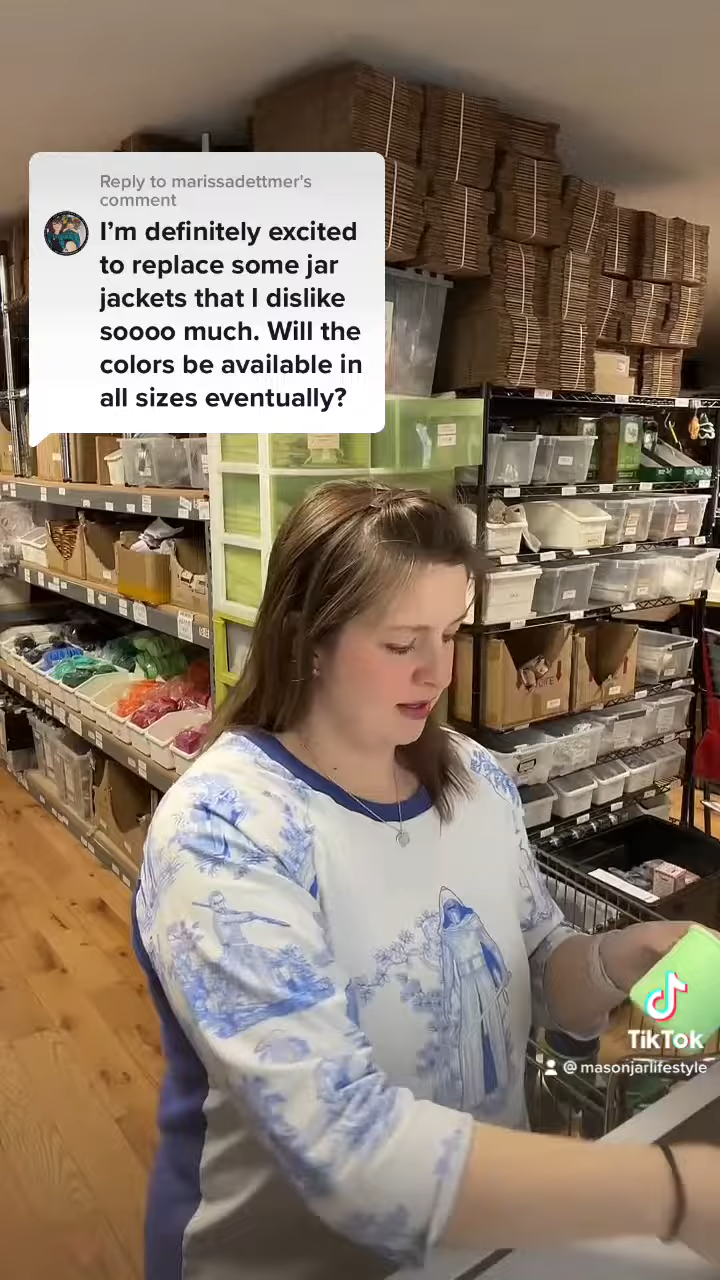 Reply to marissadettmer's
comment
I'm definitely excited
to replace some jar
jackets that I dislike
soooo much. Will the
colors be available in
all sizes eventually?
TikTok
@masonjarlifestyle